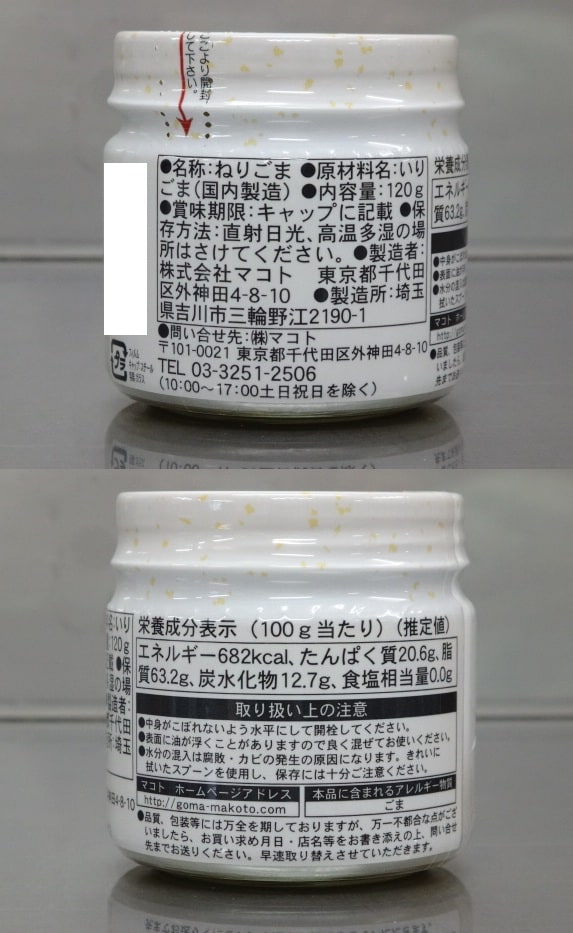 ここより開封
して下さい。
●名称:ねりごま ●原材料名:いり
ごま(国内製造) ●内容量:120g
●賞味期限:キャップに記載 ●保
存方法:直射日光、高温多湿の場
所はさけてください。●製造者:
株式会社マコト 東京都千代田
区外神田4-8-10 ●製造所:埼玉
県吉川市三輪野江2190-1
●問い合せ先:㈱マコト
〒101-0021 東京都千代田区外神田4-8-10
TEL 03-3251-2506
(10:00〜17:00土日祝日を除く)
プラ
フィルム
キャップ:スチール
容器:ガラス
栄養成分表示 (100g当たり)(推定値)
エネルギー682kcal、たんぱく質20.6g、脂
質63.2g、炭水化物12.7g、食塩相当量0.0g
取り扱い上の注意
●中身がこぼれないよう水平にして開栓してください。
●表面に油が浮くことがありますので良く混ぜてお使いください。
●水分の混入は腐敗・カビの発生の原因になります。きれいに
拭いたスプーンを使用し、保存には十分ご注意ください。
マコト ホームページアドレス
http://goma-makoto.com
本品に含まれるアレルギー物質
ごま
●品質、包装等には万全を期しておりますが、万一不都合な点がござ
いましたら、お買い求め月日・店名等をお書き添えの上、問い合せ
先までお送りください。早速取り替えさせていただきます。